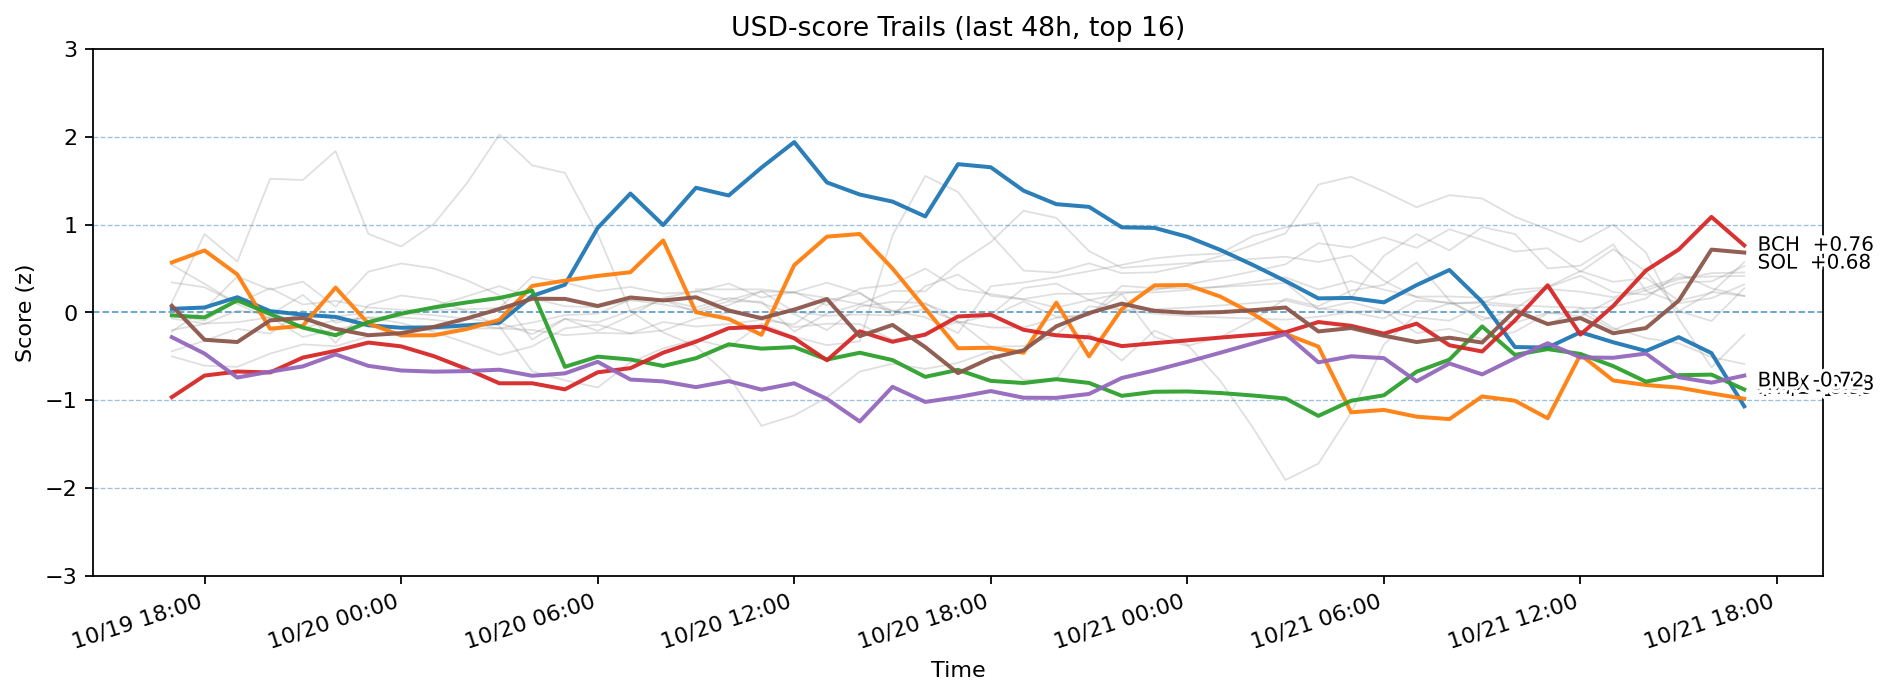 USD-score Trails (last 48h, top 16)
Score (z)
3
2
1
0
−1
−2
−3
BCH +0.76
SOL +0.68
BNB -0.72
10/19 18:00
10/20 00:00
10/20 06:00
10/20 12:00
10/20 18:00
10/21 00:00
10/21 06:00
10/21 12:00
10/21 18:00
Time